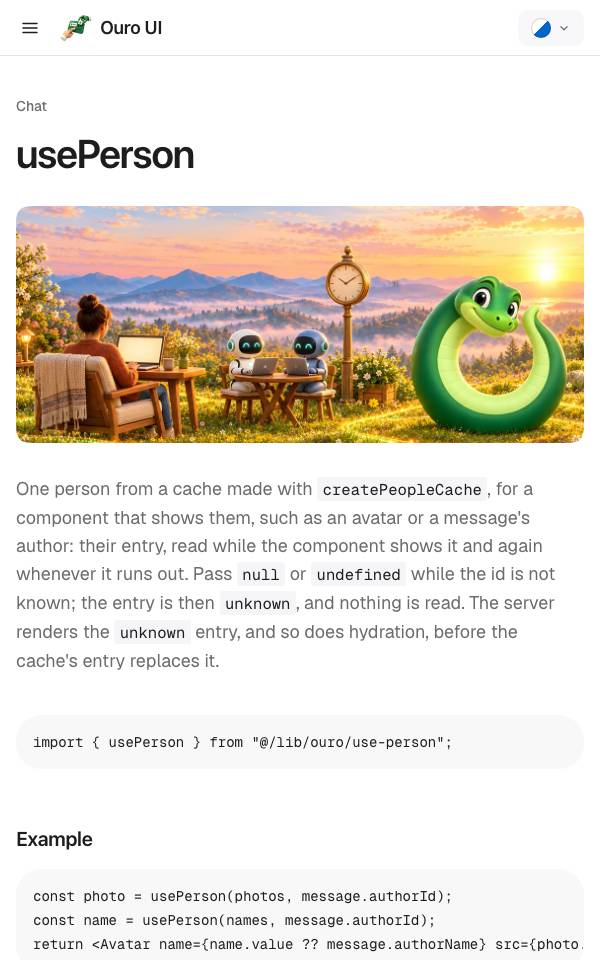 Ouro UI
Chat
usePerson
One person from a cache made with createPeopleCache, for a
component that shows them, such as an avatar or a message's
author: their entry, read while the component shows it and again
whenever it runs out. Pass null or undefined while the id is not
known; the entry is then unknown, and nothing is read. The server
renders the unknown entry, and so does hydration, before the
cache's entry replaces it.
import { usePerson } from "@/lib/ouro/use-person";
Example
const photo = usePerson(photos, message.authorId);
const name = usePerson(names, message.authorId);
return <Avatar name={name.value ?? message.authorName} src={photo.